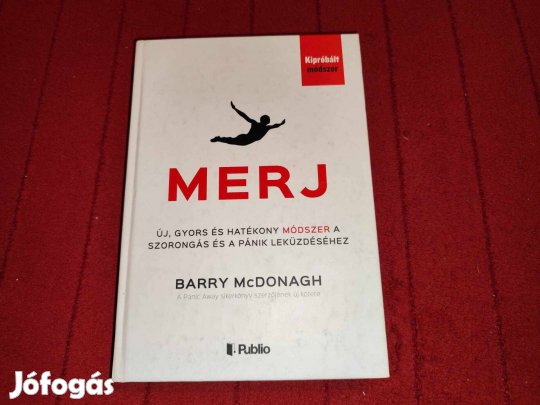 Kipróbált
módszer
MERJ
ÚJ, GYORS ÉS HATÉKONY MÓDSZER A
SZORONGÁS ÉS A PÁNIK LEKÜZDÉSÉHEZ
BARRY McDONAGH
A Panic Away sikerkönyv szerzőjének új kötete
Publio
Jófogás